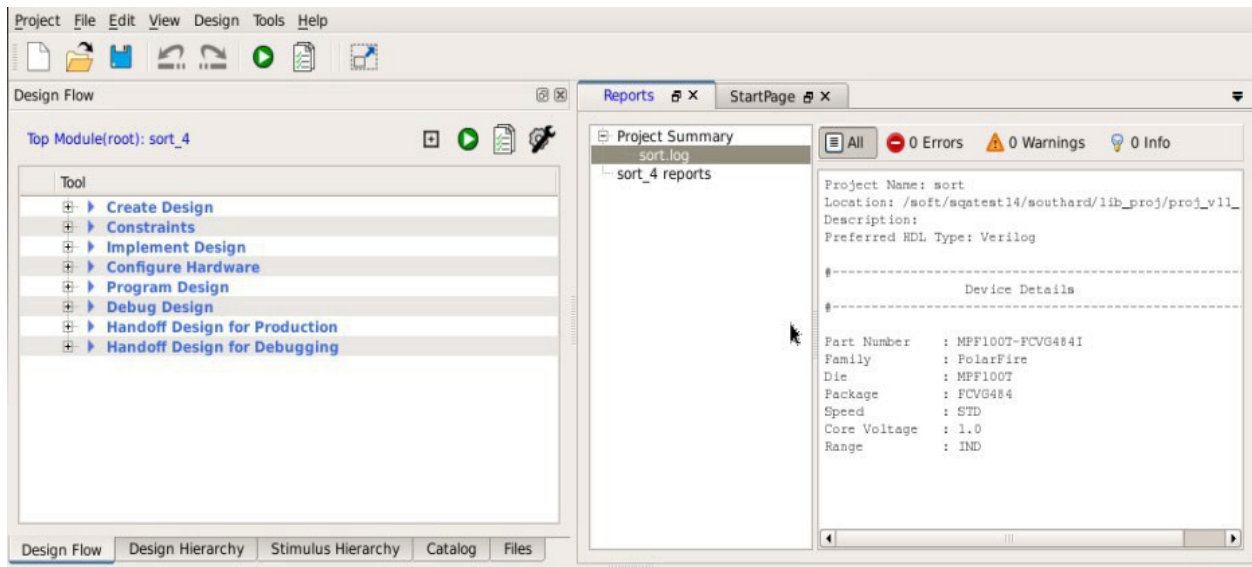 Project File Edit View Design Tools Help
Design Flow
Top Module(root): sort_4
Tool
Create Design
Constraints
Implement Design
Configure Hardware
Program Design
Debug Design
Handoff Design for Production
Handoff Design for Debugging
Design Flow Design Hierarchy Stimulus Hierarchy Catalog Files
Reports StartPage
Project Summary
sort.log
sort_4 reports
All 0 Errors 0 Warnings 0 Info
Project Name: sort
Location: /soft/sqatest14/southard/lib_proj/proj_v11_
Description:
Preferred HDL Type: Verilog
#------------------------------------------------------
Device Details
#------------------------------------------------------
Part Number : MPF100T-FCVG484I
Family : PolarFire
Die : MPF100T
Package : FCVG484
Speed : STD
Core Voltage : 1.0
Range : IND